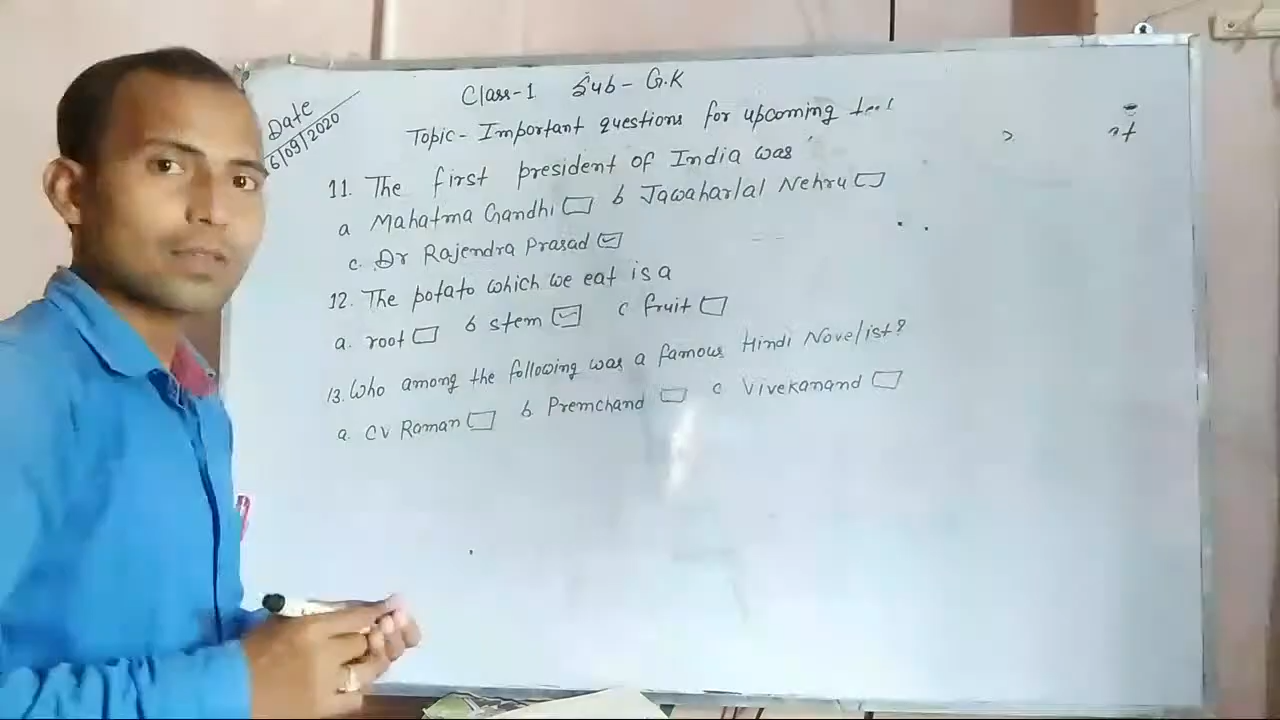 Class-1 Sub- G.K
Date
6/09/2020
Topic- Important questions for upcoming
11. The first president of India was
a Mahatma Gandhi b Jawaharlal Nehru
c. Dr Rajendra Prasad
12. The potato which we eat is a
a. root b stem c fruit
13. Who among the following was a famous Hindi Novelist?
a. CV Raman b Premchand c Vivekanand